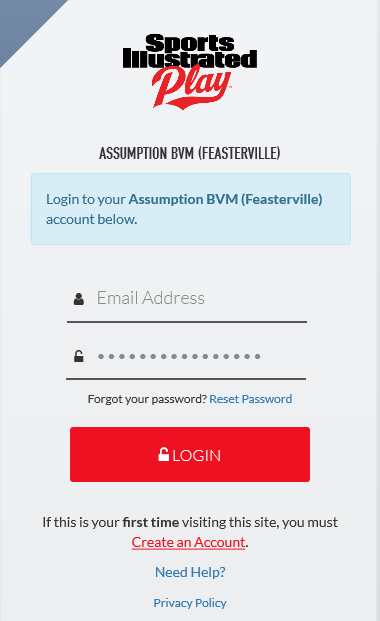 Sports
Illustrated
Play
ASSUMPTION BVM (FEASTERVILLE)
Login to your Assumption BVM (Feasterville)
account below.
Email Address
Forgot your password? Reset Password
LOGIN
If this is your first time visiting this site, you must
Create an Account.
Need Help?
Privacy Policy